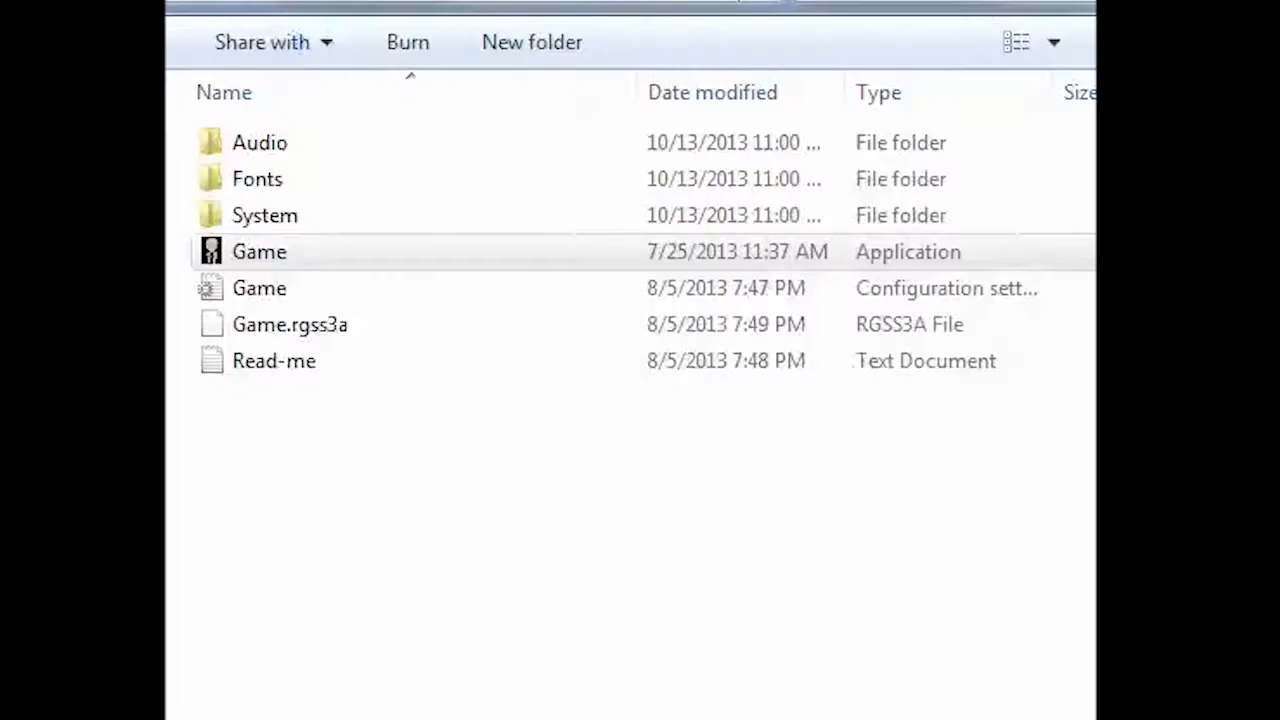 Share with Burn New folder
Name Date modified Type Size
Audio 10/13/2013 11:00 ... File folder
Fonts 10/13/2013 11:00 ... File folder
System 10/13/2013 11:00 ... File folder
Game 7/25/2013 11:37 AM Application
Game 8/5/2013 7:47 PM Configuration sett...
Game.rgss3a 8/5/2013 7:49 PM RGSS3A File
Read-me 8/5/2013 7:48 PM Text Document